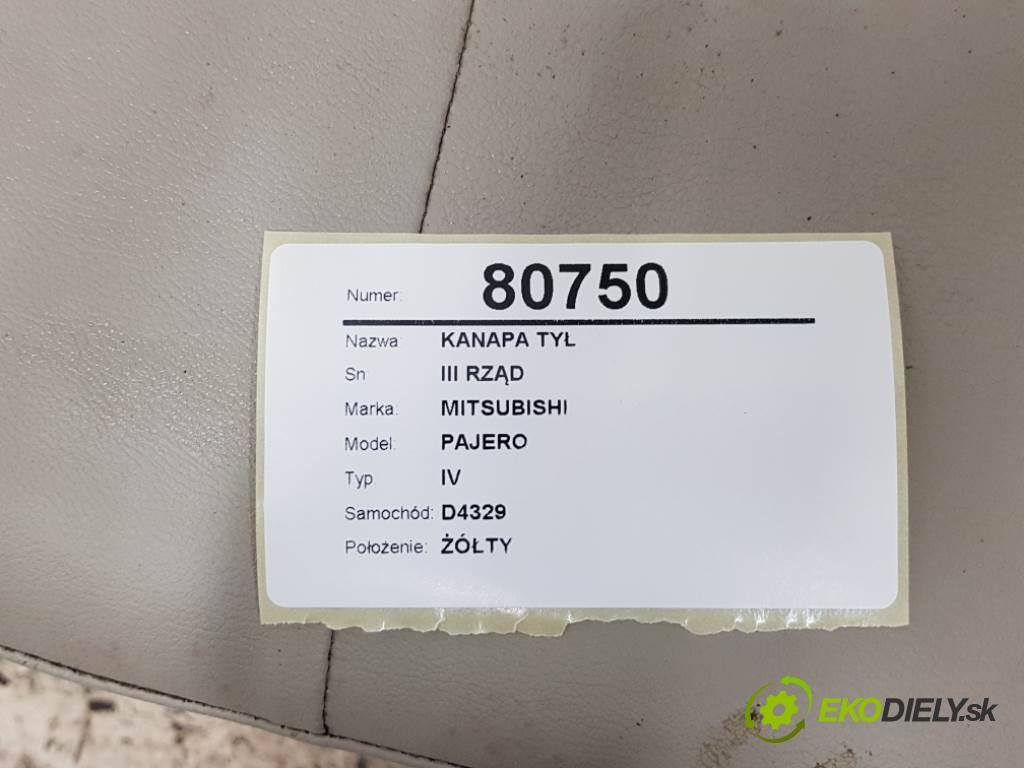 Numer: 80750
Nazwa KANAPA TYŁ
Sn III RZĄD
Marka: MITSUBISHI
Model: PAJERO
Typ IV
Samochód: D4329
Położenie: ŻÓŁTY
EKODIELY.sk